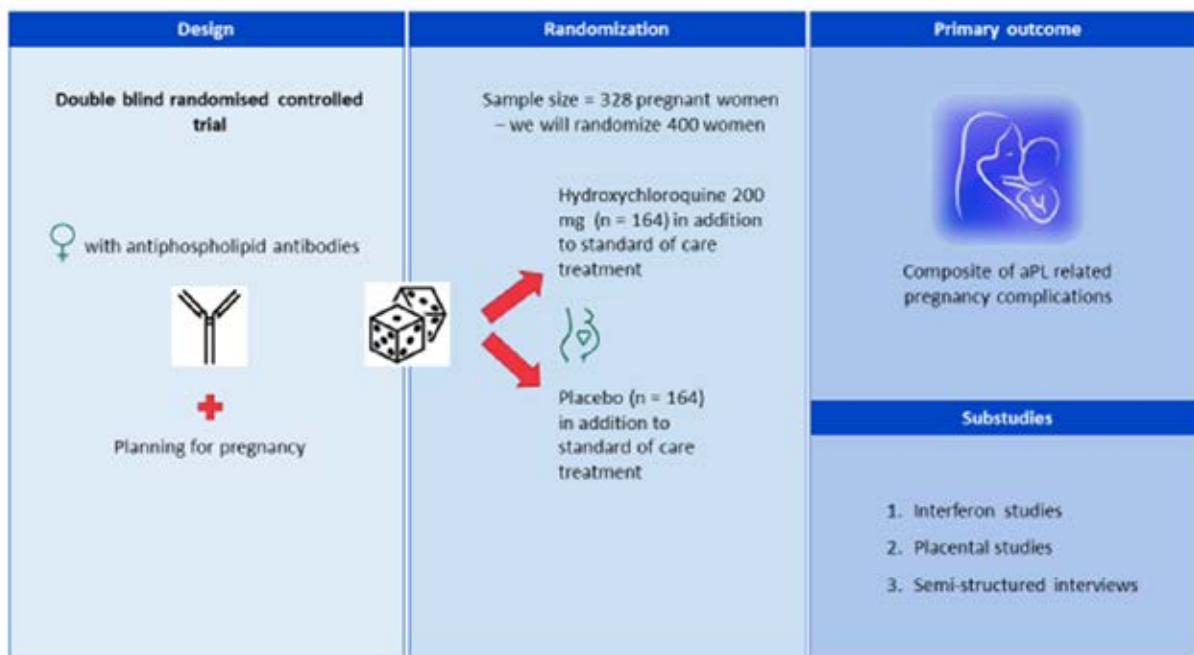 Design
Double blind randomised controlled
trial
with antiphospholipid antibodies
Planning for pregnancy
Randomization
Sample size = 328 pregnant women
– we will randomize 400 women
Hydroxychloroquine 200
mg (n = 164) in addition
to standard of care
treatment
Placebo (n = 164)
in addition to
standard of care
treatment
Primary outcome
Composite of aPL related
pregnancy complications
Substudies
1. Interferon studies
2. Placental studies
3. Semi-structured interviews